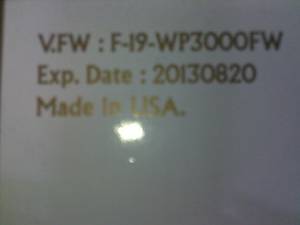 V.FW : F-19-WP3000FW
Exp. Date : 20130820
Made In USA.